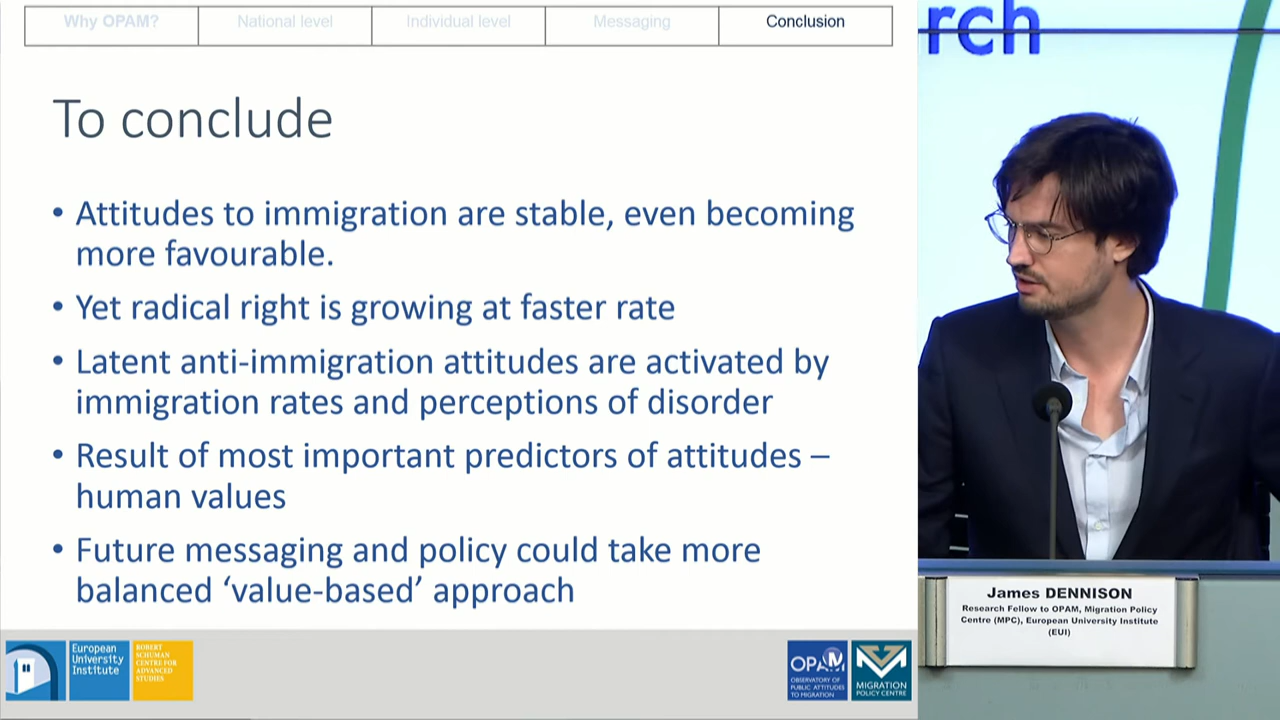 Why OPAM?
National level
Individual level
Messaging
Conclusion
rch
To conclude
• Attitudes to immigration are stable, even becoming
more favourable.
• Yet radical right is growing at faster rate
• Latent anti-immigration attitudes are activated by
immigration rates and perceptions of disorder
• Result of most important predictors of attitudes –
human values
• Future messaging and policy could take more
balanced ‘value-based’ approach
European
University
Institute
ROBERT
SCHUMAN
CENTRE FOR
ADVANCED
STUDIES
OPAM
OBSERVATORY OF
PUBLIC ATTITUDES
TO MIGRATION
MIGRATION
POLICY CENTRE
James DENNISON
Research Fellow to OPAM, Migration Policy
Centre (MPC), European University Institute
(EUI)